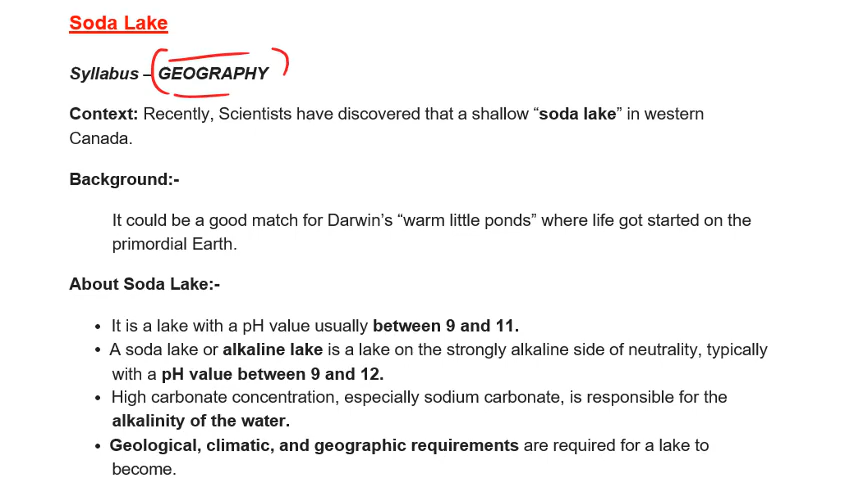 Soda Lake
Syllabus – GEOGRAPHY
Context: Recently, Scientists have discovered that a shallow “soda lake” in western
Canada.
Background:-
It could be a good match for Darwin’s “warm little ponds” where life got started on the
primordial Earth.
About Soda Lake:-
• It is a lake with a pH value usually between 9 and 11.
• A soda lake or alkaline lake is a lake on the strongly alkaline side of neutrality, typically
with a pH value between 9 and 12.
• High carbonate concentration, especially sodium carbonate, is responsible for the
alkalinity of the water.
• Geological, climatic, and geographic requirements are required for a lake to
become.